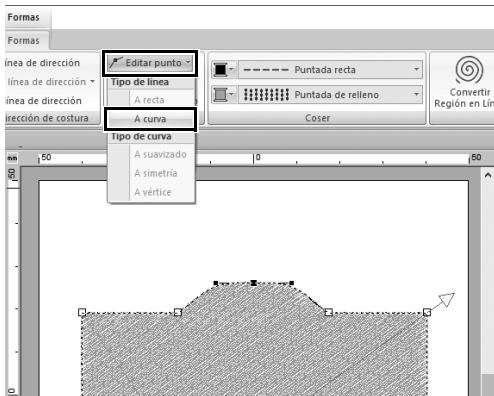 Formas
Formas
ínea de dirección
línea de dirección
ínea de dirección
irección de costura
Editar punto
Tipo de línea
A recta
A curva
Tipo de curva
A suavizado
A simetría
A vértice
Puntada recta
Puntada de relleno
Coser
Convertir
Región en Lín
mm
50
0
50
50
0